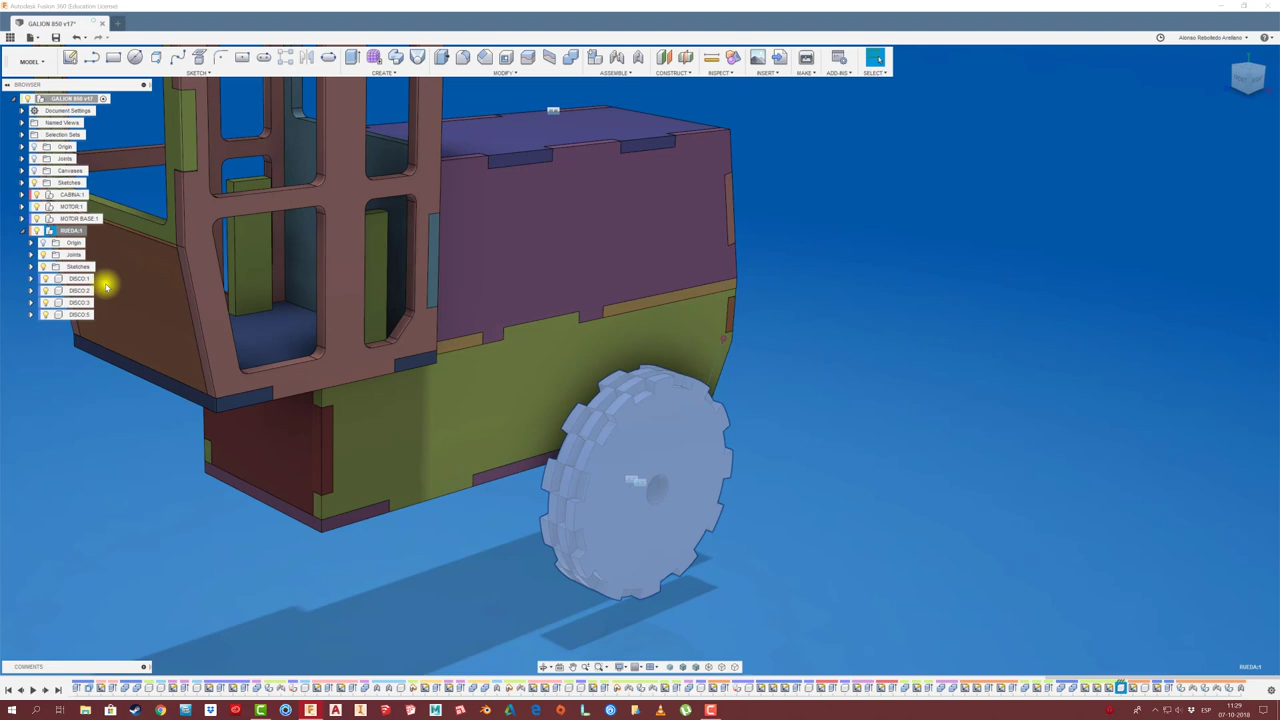 Autodesk Fusion 360 (Education License)
GALION 850 v17*
Alonso Rebolledo Arellano
MODEL
SKETCH
CREATE
MODIFY
ASSEMBLE
CONSTRUCT
INSPECT
INSERT
MAKE
ADD-INS
SELECT
BROWSER
GALION 850 v17
Document Settings
Named Views
Selection Sets
Origin
Joints
Canvases
Sketches
CABINA:1
MOTOR:1
MOTOR BASE:1
RUEDA:1
Origin
Joints
Sketches
DISCO:1
DISCO:2
DISCO:3
DISCO:5
COMMENTS
RUEDA:1
ESP
11:29
07-10-2018